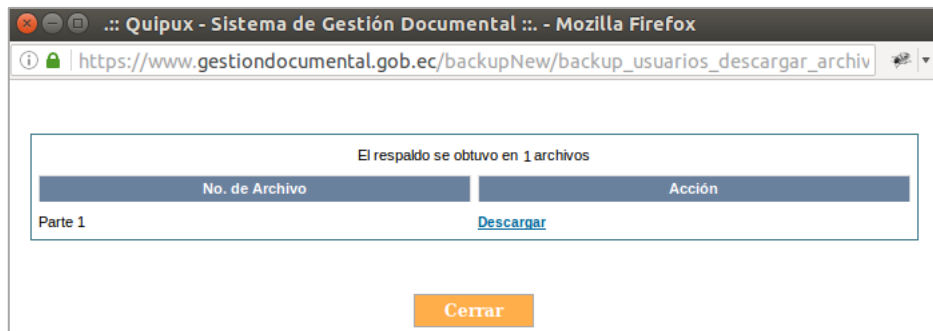 .:: Quipux - Sistema de Gestión Documental ::. - Mozilla Firefox
https://www.gestiondocumental.gob.ec/backupNew/backup_usuarios_descargar_archiv
El respaldo se obtuvo en 1 archivos
No. de Archivo Acción
Parte 1 Descargar
Cerrar